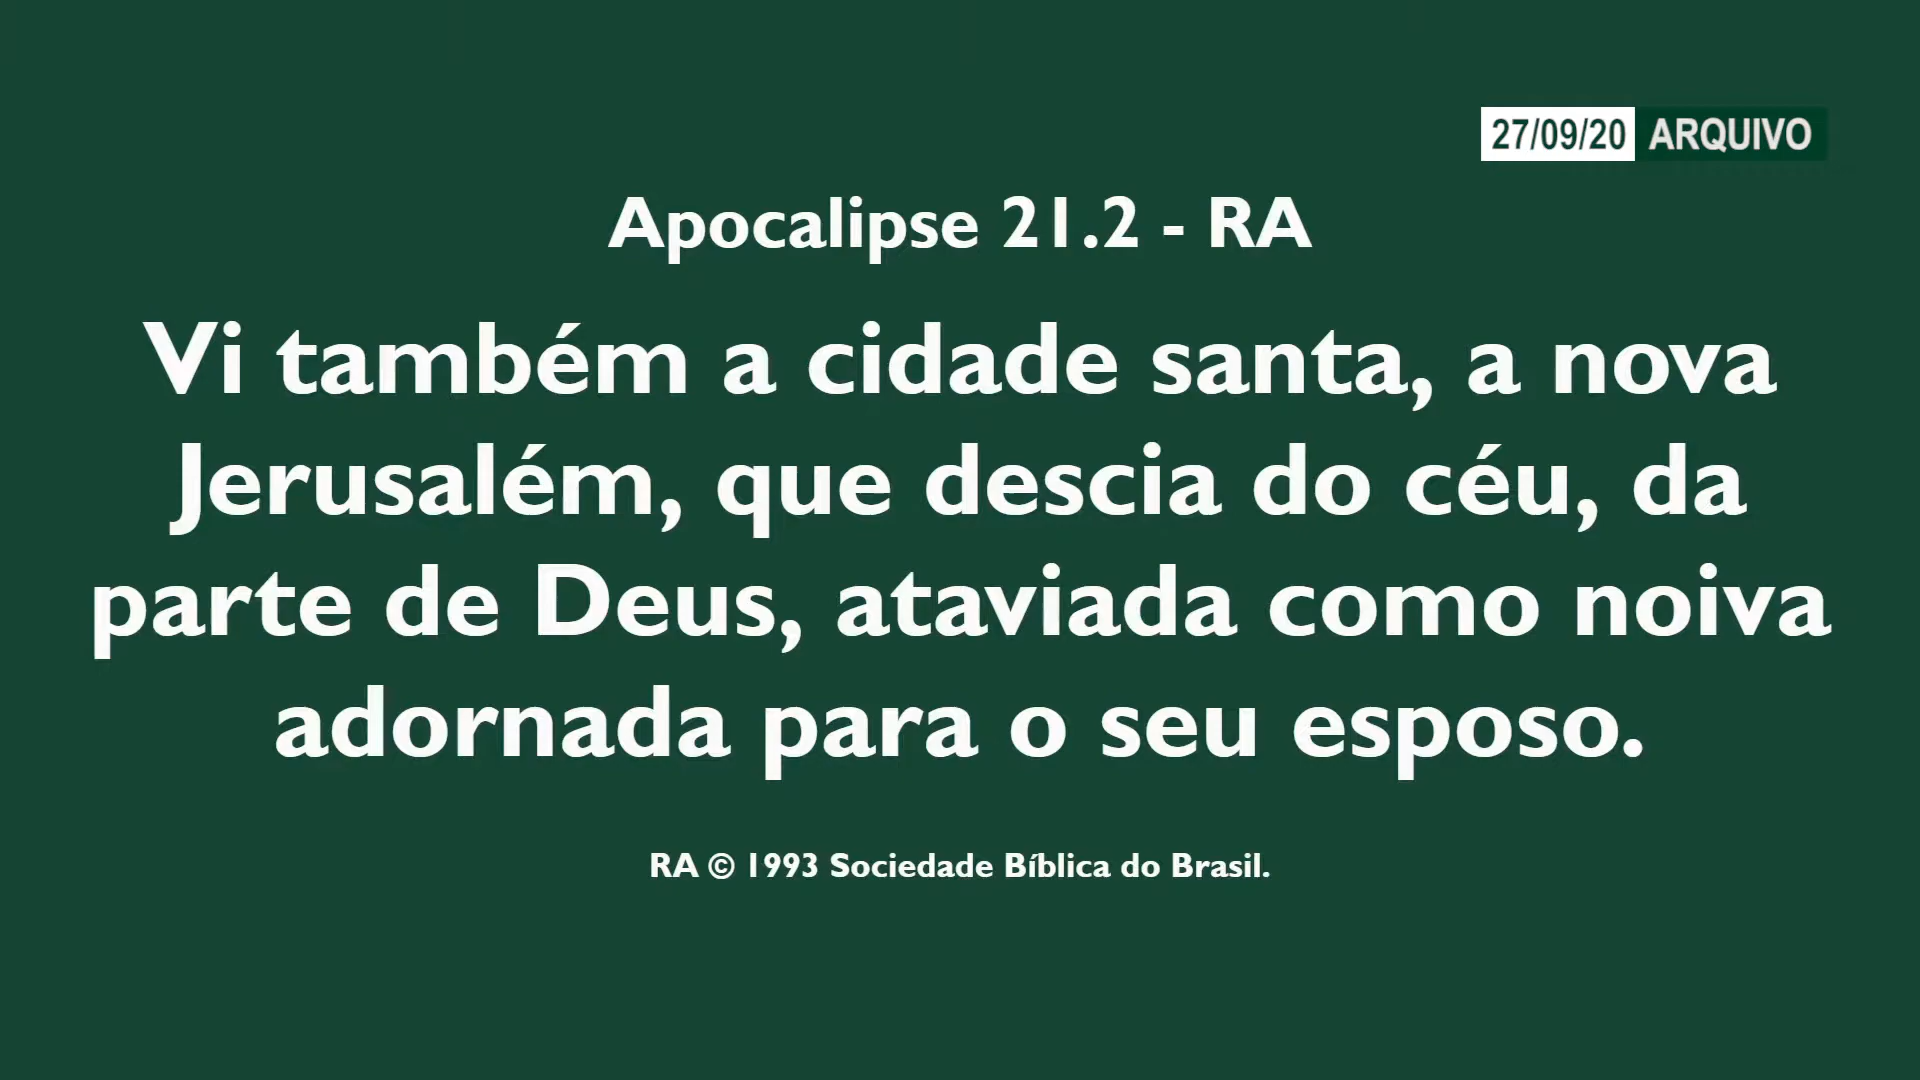 27/09/20 ARQUIVO
Apocalipse 21.2 - RA
Vi também a cidade santa, a nova
Jerusalém, que descia do céu, da
parte de Deus, ataviada como noiva
adornada para o seu esposo.
RA © 1993 Sociedade Bíblica do Brasil.